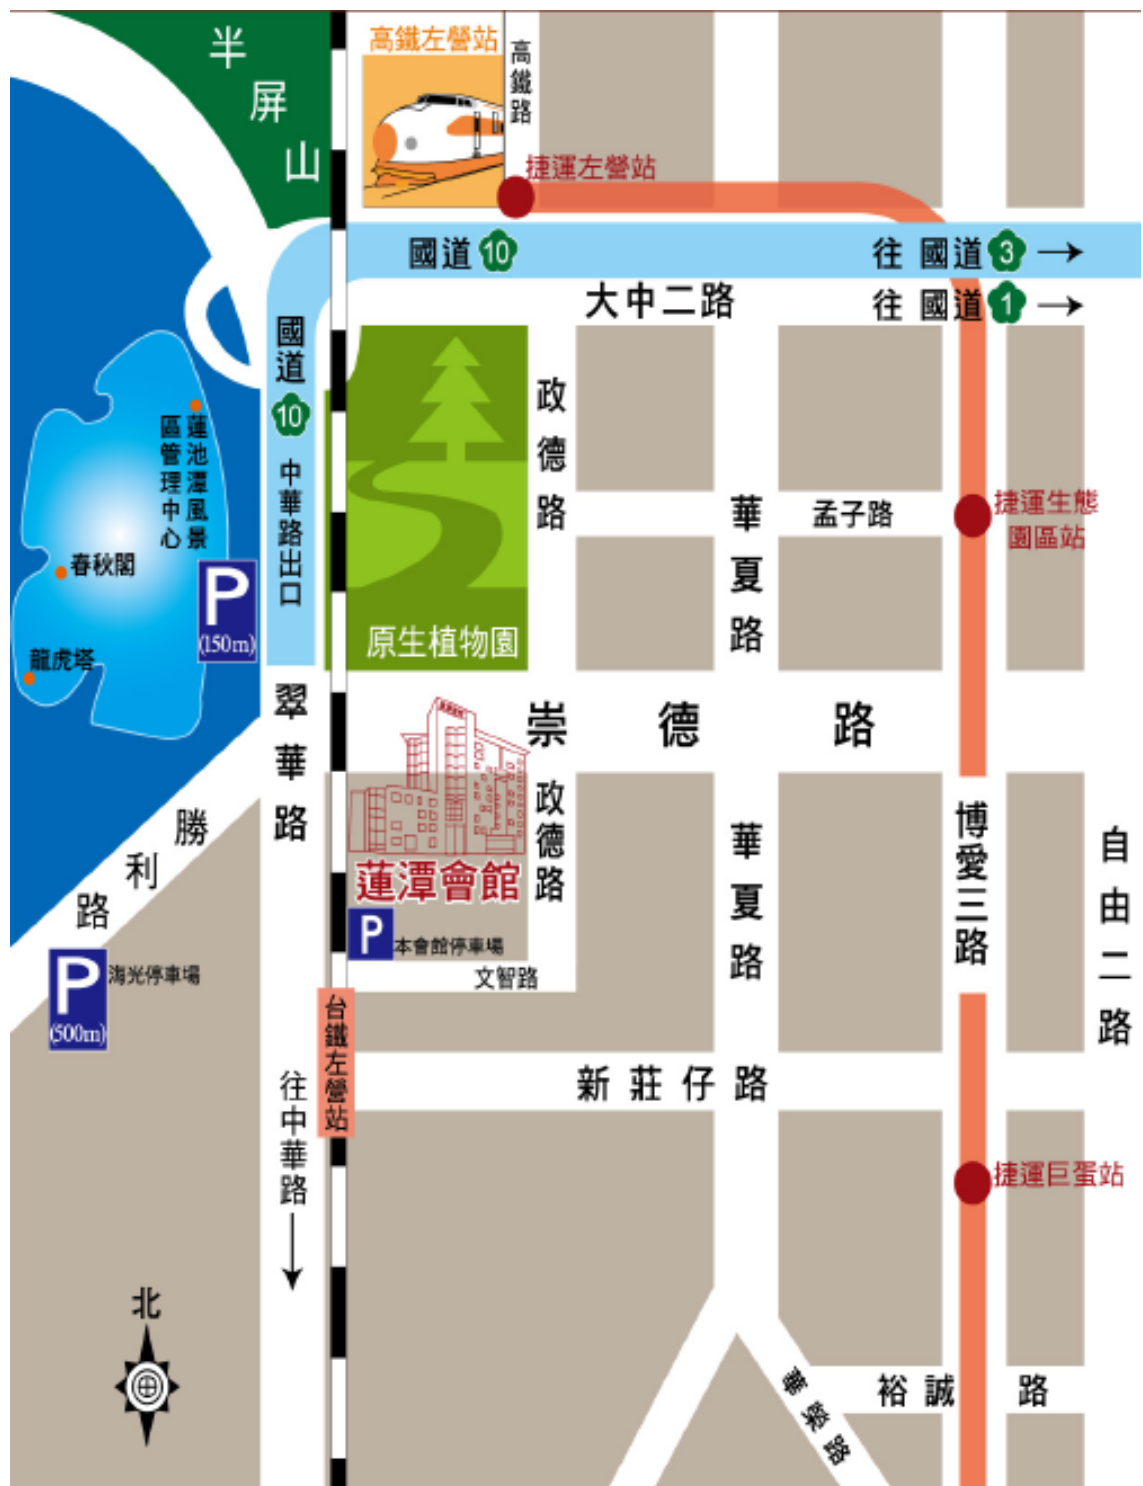 半屏山
高鐵左營站
高鐵路
捷運左營站
國道 10
往 國道 3
大中二路
往 國道 1
國道 10 中華路出口
政德路
華夏路
孟子路
捷運生態
園區站
蓮池潭風景
區管理中心
春秋閣
P
(150m)
龍虎塔
原生植物園
翠華路
崇德路
勝利路
政德路
華夏路
博愛三路
自由二路
蓮潭會館
P
本會館停車場
文智路
P
(500m)
海光停車場
台鐵左營站
往中華路
新莊仔路
捷運巨蛋站
北
華榮路
裕誠路